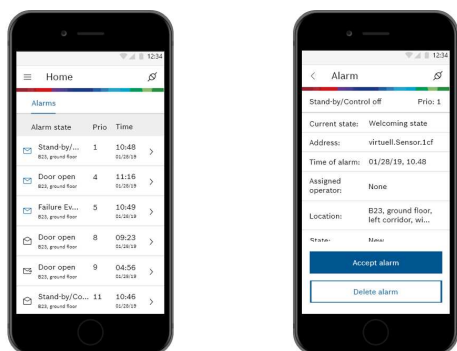 12:34
Home
Alarms
Alarm state Prio Time
Stand-by/... 1 10:48
B23, ground floor 01/28/19
Door open 4 11:16
B23, ground floor 01/28/19
Failure Ev... 5 10:49
B23, ground floor 01/28/19
Door open 8 09:23
B23, ground floor 01/28/19
Door open 9 04:56
B23, ground floor 01/28/19
Stand-by/Co... 11 10:46
B23, ground floor 01/28/19
12:34
Alarm
Stand-by/Control off Prio: 1
Current state: Welcoming state
Address: virtuell.Sensor.1cf
Time of alarm: 01/28/19, 10.48
Assigned
operator: None
Location: B23, ground floor,
left corridor, wi...
State: New
Accept alarm
Delete alarm